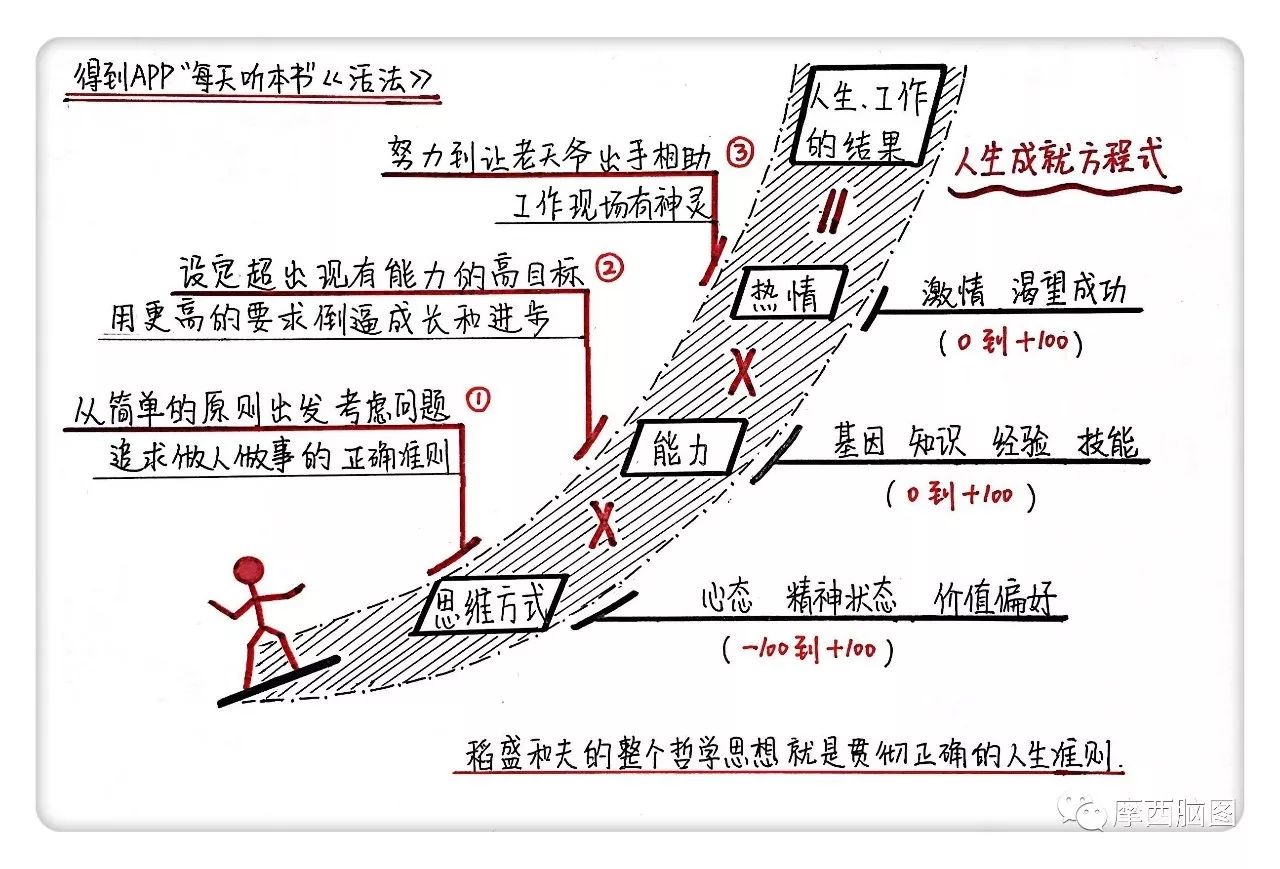 得到APP“每天听本书”《活法》
人生、工作
的结果
人生成就方程式
努力到让老天爷出手相助 ③
工作现场有神灵
=
设定超出现有能力的高目标 ②
用更高的要求倒逼成长和进步
热情
激情 渴望成功
(0到+100)
X
从简单的原则出发考虑问题 ①
追求做人做事的正确准则
能力
基因 知识 经验 技能
(0到+100)
X
思维方式
心态 精神状态 价值偏好
(-100到+100)
稻盛和夫的整个哲学思想就是贯彻正确的人生准则.
摩西脑图